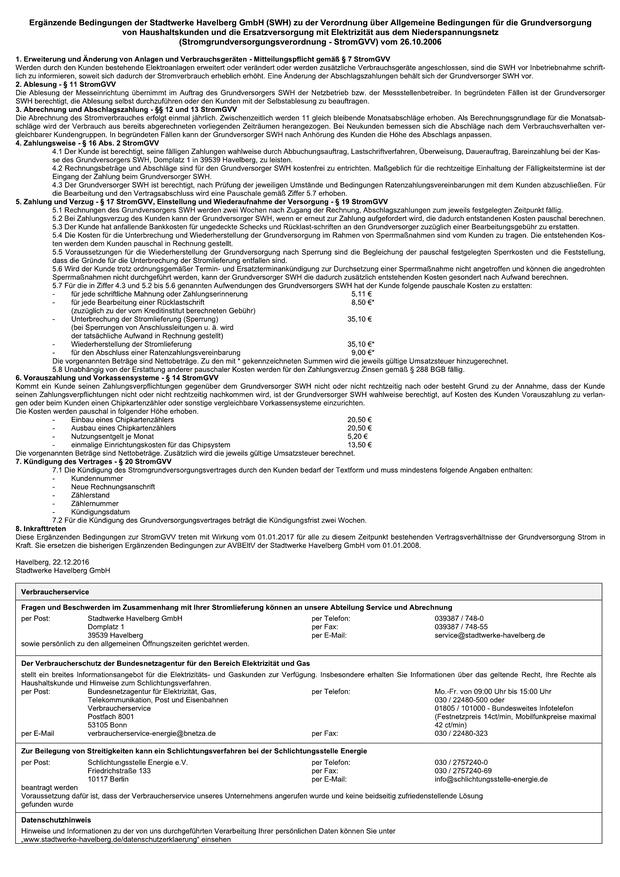 Ergänzende Bedingungen der Stadtwerke Havelberg GmbH (SWH) zu der Verordnung über Allgemeine Bedingungen für die Grundversorgung
von Haushaltskunden und die Ersatzversorgung mit Elektrizität aus dem Niederspannungsnetz
(Stromgrundversorgungsverordnung - StromGVV) vom 26.10.2006
1. Erweiterung und Änderung von Anlagen und Verbrauchsgeräten - Mitteilungspflicht gemäß § 7 StromGVV
Werden durch den Kunden bestehende Elektroanlagen erweitert oder verändert oder werden zusätzliche Verbrauchsgeräte angeschlossen, sind die SWH vor Inbetriebnahme schrift-
lich zu informieren, soweit sich dadurch der Stromverbrauch erheblich erhöht. Eine Änderung der Abschlagszahlungen behält sich der Grundversorger SWH vor.
2. Ablesung - § 11 StromGVV
Die Ablesung der Messeinrichtung übernimmt im Auftrag des Grundversorgers SWH der Netzbetrieb bzw. der Messstellenbetreiber. In begründeten Fällen ist der Grundversorger
SWH berechtigt, die Ablesung selbst durchzuführen oder den Kunden mit der Selbstablesung zu beauftragen.
3. Abrechnung und Abschlagszahlung - §§ 12 und 13 StromGVV
Die Abrechnung des Stromverbrauches erfolgt einmal jährlich. Zwischenzeitlich werden 11 gleich bleibende Monatsabschläge erhoben. Als Berechnungsgrundlage für die Monatsab-
schläge wird der Verbrauch aus bereits abgerechneten vorliegenden Zeiträumen herangezogen. Bei Neukunden bemessen sich die Abschläge nach dem Verbrauchsverhalten ver-
gleichbarer Kundengruppen. In begründeten Fällen kann der Grundversorger SWH nach Anhörung des Kunden die Höhe des Abschlags anpassen.
4. Zahlungsweise - § 16 Abs. 2 StromGVV
4.1 Der Kunde ist berechtigt, seine fälligen Zahlungen wahlweise durch Abbuchungsauftrag, Lastschriftverfahren, Überweisung, Dauerauftrag, Bareinzahlung bei der Kas-
se des Grundversorgers SWH, Domplatz 1 in 39539 Havelberg, zu leisten.
4.2 Rechnungsbeträge und Abschläge sind für den Grundversorger SWH kostenfrei zu entrichten. Maßgeblich für die rechtzeitige Einhaltung der Fälligkeitstermine ist der
Eingang der Zahlung beim Grundversorger SWH.
4.3 Der Grundversorger SWH ist berechtigt, nach Prüfung der jeweiligen Umstände und Bedingungen Ratenzahlungsvereinbarungen mit dem Kunden abzuschließen. Für
die Bearbeitung und den Vertragsabschluss wird eine Pauschale gemäß Ziffer 5.7 erhoben.
5. Zahlung und Verzug - § 17 StromGVV, Einstellung und Wiederaufnahme der Versorgung - § 19 StromGVV
5.1 Rechnungen des Grundversorgers SWH werden zwei Wochen nach Zugang der Rechnung, Abschlagszahlungen zum jeweils festgelegten Zeitpunkt fällig.
5.2 Bei Zahlungsverzug des Kunden kann der Grundversorger SWH, wenn er erneut zur Zahlung aufgefordert wird, die dadurch entstandenen Kosten pauschal berechnen.
5.3 Der Kunde hat anfallende Bankkosten für ungedeckte Schecks und Rücklast-schriften an den Grundversorger zuzüglich einer Bearbeitungsgebühr zu erstatten.
5.4 Die Kosten für die Unterbrechung und Wiederherstellung der Grundversorgung im Rahmen von Sperrmaßnahmen sind vom Kunden zu tragen. Die entstehenden Kos-
ten werden dem Kunden pauschal in Rechnung gestellt.
5.5 Voraussetzungen für die Wiederherstellung der Grundversorgung nach Sperrung sind die Begleichung der pauschal festgelegten Sperrkosten und die Feststellung,
dass die Gründe für die Unterbrechung der Stromlieferung entfallen sind.
5.6 Wird der Kunde trotz ordnungsgemäßer Termin- und Ersatzterminankündigung zur Durchsetzung einer Sperrmaßnahme nicht angetroffen und können die angedrohten
Sperrmaßnahmen nicht durchgeführt werden, kann der Grundversorger SWH die dadurch zusätzlich entstehenden Kosten gesondert nach Aufwand berechnen.
5.7 Für die in Ziffer 4.3 und 5.2 bis 5.6 genannten Aufwendungen des Grundversorgers SWH hat der Kunde folgende pauschale Kosten zu erstatten:
- für jede schriftliche Mahnung oder Zahlungserinnerung 5,11 €
- für jede Bearbeitung einer Rücklastschrift 8,50 €*
(zuzüglich zu der vom Kreditinstitut berechneten Gebühr)
- Unterbrechung der Stromlieferung (Sperrung) 35,10 €
(bei Sperrungen von Anschlussleitungen u. ä. wird
der tatsächliche Aufwand in Rechnung gestellt)
- Wiederherstellung der Stromlieferung 35,10 €*
- für den Abschluss einer Ratenzahlungsvereinbarung 9,00 €*
Die vorgenannten Beträge sind Nettobeträge. Zu den mit * gekennzeichneten Summen wird die jeweils gültige Umsatzsteuer hinzugerechnet.
5.8 Unabhängig von der Erstattung anderer pauschaler Kosten werden für den Zahlungsverzug Zinsen gemäß § 288 BGB fällig.
6. Vorauszahlung und Vorkassensysteme - § 14 StromGVV
Kommt ein Kunde seinen Zahlungsverpflichtungen gegenüber dem Grundversorger SWH nicht oder nicht rechtzeitig nach oder besteht Grund zu der Annahme, dass der Kunde
seinen Zahlungsverpflichtungen nicht oder nicht rechtzeitig nachkommen wird, ist der Grundversorger SWH wahlweise berechtigt, auf Kosten des Kunden Vorauszahlung zu verlan-
gen oder beim Kunden einen Chipkartenzähler oder sonstige vergleichbare Vorkassensysteme einzurichten.
Die Kosten werden pauschal in folgender Höhe erhoben.
- Einbau eines Chipkartenzählers 20,50 €
- Ausbau eines Chipkartenzählers 20,50 €
- Nutzungsentgelt je Monat 5,20 €
- einmalige Einrichtungskosten für das Chipsystem 13,50 €
Die vorgenannten Beträge sind Nettobeträge. Zusätzlich wird die jeweils gültige Umsatzsteuer berechnet.
7. Kündigung des Vertrages - § 20 StromGVV
7.1 Die Kündigung des Stromgrundversorgungsvertrages durch den Kunden bedarf der Textform und muss mindestens folgende Angaben enthalten:
- Kundennummer
- Neue Rechnungsanschrift
- Zählerstand
- Zählernummer
- Kündigungsdatum
7.2 Für die Kündigung des Grundversorgungsvertrages beträgt die Kündigungsfrist zwei Wochen.
8. Inkrafttreten
Diese Ergänzenden Bedingungen zur StromGVV treten mit Wirkung vom 01.01.2017 für alle zu diesem Zeitpunkt bestehenden Vertragsverhältnisse der Grundversorgung Strom in
Kraft. Sie ersetzen die bisherigen Ergänzenden Bedingungen zur AVBEltV der Stadtwerke Havelberg GmbH vom 01.01.2008.
Havelberg, 22.12.2016
Stadtwerke Havelberg GmbH
Verbraucherservice
Fragen und Beschwerden im Zusammenhang mit Ihrer Stromlieferung können an unsere Abteilung Service und Abrechnung
per Post: Stadtwerke Havelberg GmbH per Telefon: 039387 / 748-0
Domplatz 1 per Fax: 039387 / 748-55
39539 Havelberg per E-Mail: service@stadtwerke-havelberg.de
sowie persönlich zu den allgemeinen Öffnungszeiten gerichtet werden.
Der Verbraucherschutz der Bundesnetzagentur für den Bereich Elektrizität und Gas
stellt ein breites Informationsangebot für die Elektrizitäts- und Gaskunden zur Verfügung. Insbesondere erhalten Sie Informationen über das geltende Recht, Ihre Rechte als
Haushaltskunde und Hinweise zum Schlichtungsverfahren.
per Post: Bundesnetzagentur für Elektrizität, Gas, per Telefon: Mo.-Fr. von 09:00 Uhr bis 15:00 Uhr
Telekommunikation, Post und Eisenbahnen 030 / 22480-500 oder
Verbraucherservice 01805 / 101000 - Bundesweites Infotelefon
Postfach 8001 (Festnetzpreis 14ct/min, Mobilfunkpreise maximal
53105 Bonn 42 ct/min)
per E-Mail verbraucherservice-energie@bnetza.de per Fax: 030 / 22480-323
Zur Beilegung von Streitigkeiten kann ein Schlichtungsverfahren bei der Schlichtungsstelle Energie
per Post: Schlichtungsstelle Energie e.V. per Telefon: 030 / 2757240-0
Friedrichstraße 133 per Fax: 030 / 2757240-69
10117 Berlin per E-Mail: info@schlichtungsstelle-energie.de
beantragt werden
Voraussetzung dafür ist, dass der Verbraucherservice unseres Unternehmens angerufen wurde und keine beidseitig zufriedenstellende Lösung
gefunden wurde
Datenschutzhinweis
Hinweise und Informationen zu der von uns durchgeführten Verarbeitung Ihrer persönlichen Daten können Sie unter
„www.stadtwerke-havelberg.de/datenschutzerklaerung" einsehen